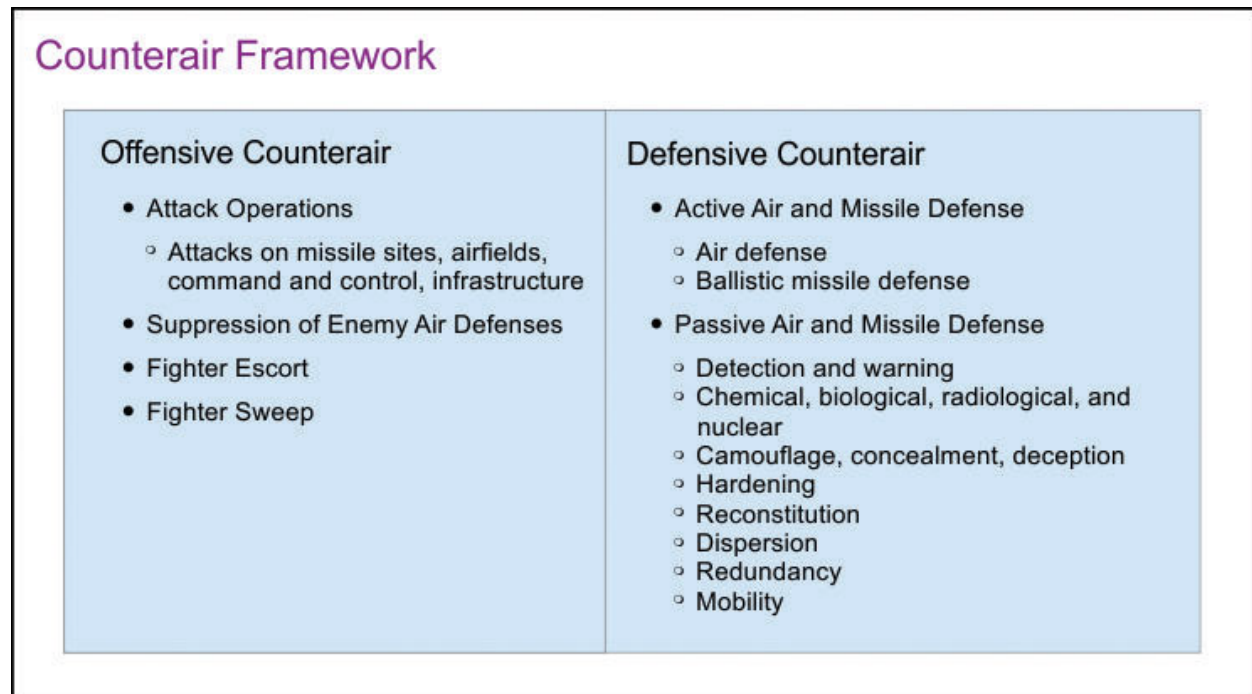 Counterair Framework
Offensive Counterair
• Attack Operations
◦ Attacks on missile sites, airfields,
command and control, infrastructure
• Suppression of Enemy Air Defenses
• Fighter Escort
• Fighter Sweep
Defensive Counterair
• Active Air and Missile Defense
◦ Air defense
◦ Ballistic missile defense
• Passive Air and Missile Defense
◦ Detection and warning
◦ Chemical, biological, radiological, and
nuclear
◦ Camouflage, concealment, deception
◦ Hardening
◦ Reconstitution
◦ Dispersion
◦ Redundancy
◦ Mobility